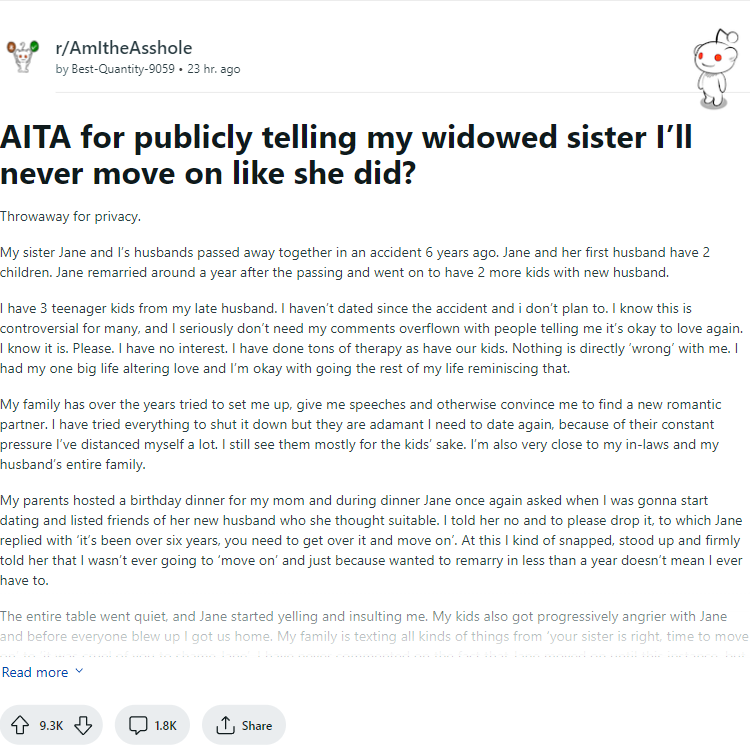 r/AmItheAsshole
by Best-Quantity-9059 • 23 hr. ago
AITA for publicly telling my widowed sister I’ll
never move on like she did?
Throwaway for privacy.
My sister Jane and I’s husbands passed away together in an accident 6 years ago. Jane and her first husband have 2
children. Jane remarried around a year after the passing and went on to have 2 more kids with new husband.
I have 3 teenager kids from my late husband. I haven’t dated since the accident and i don’t plan to. I know this is
controversial for many, and I seriously don’t need my comments overflown with people telling me it’s okay to love again.
I know it is. Please. I have no interest. I have done tons of therapy as have our kids. Nothing is directly ‘wrong’ with me. I
had my one big life altering love and I’m okay with going the rest of my life reminiscing that.
My family has over the years tried to set me up, give me speeches and otherwise convince me to find a new romantic
partner. I have tried everything to shut it down but they are adamant I need to date again, because of their constant
pressure I’ve distanced myself a lot. I still see them mostly for the kids’ sake. I’m also very close to my in-laws and my
husband’s entire family.
My parents hosted a birthday dinner for my mom and during dinner Jane once again asked when I was gonna start
dating and listed friends of her new husband who she thought suitable. I told her no and to please drop it, to which Jane
replied with ‘it’s been over six years, you need to get over it and move on’. At this I kind of snapped, stood up and firmly
told her that I wasn’t ever going to ‘move on’ and just because wanted to remarry in less than a year doesn’t mean I ever
have to.
The entire table went quiet, and Jane started yelling and insulting me. My kids also got progressively angrier with Jane
and before everyone blew up I got us home. My family is texting all kinds of things from ‘your sister is right, time to move
Read more
9.3K
1.8K
Share